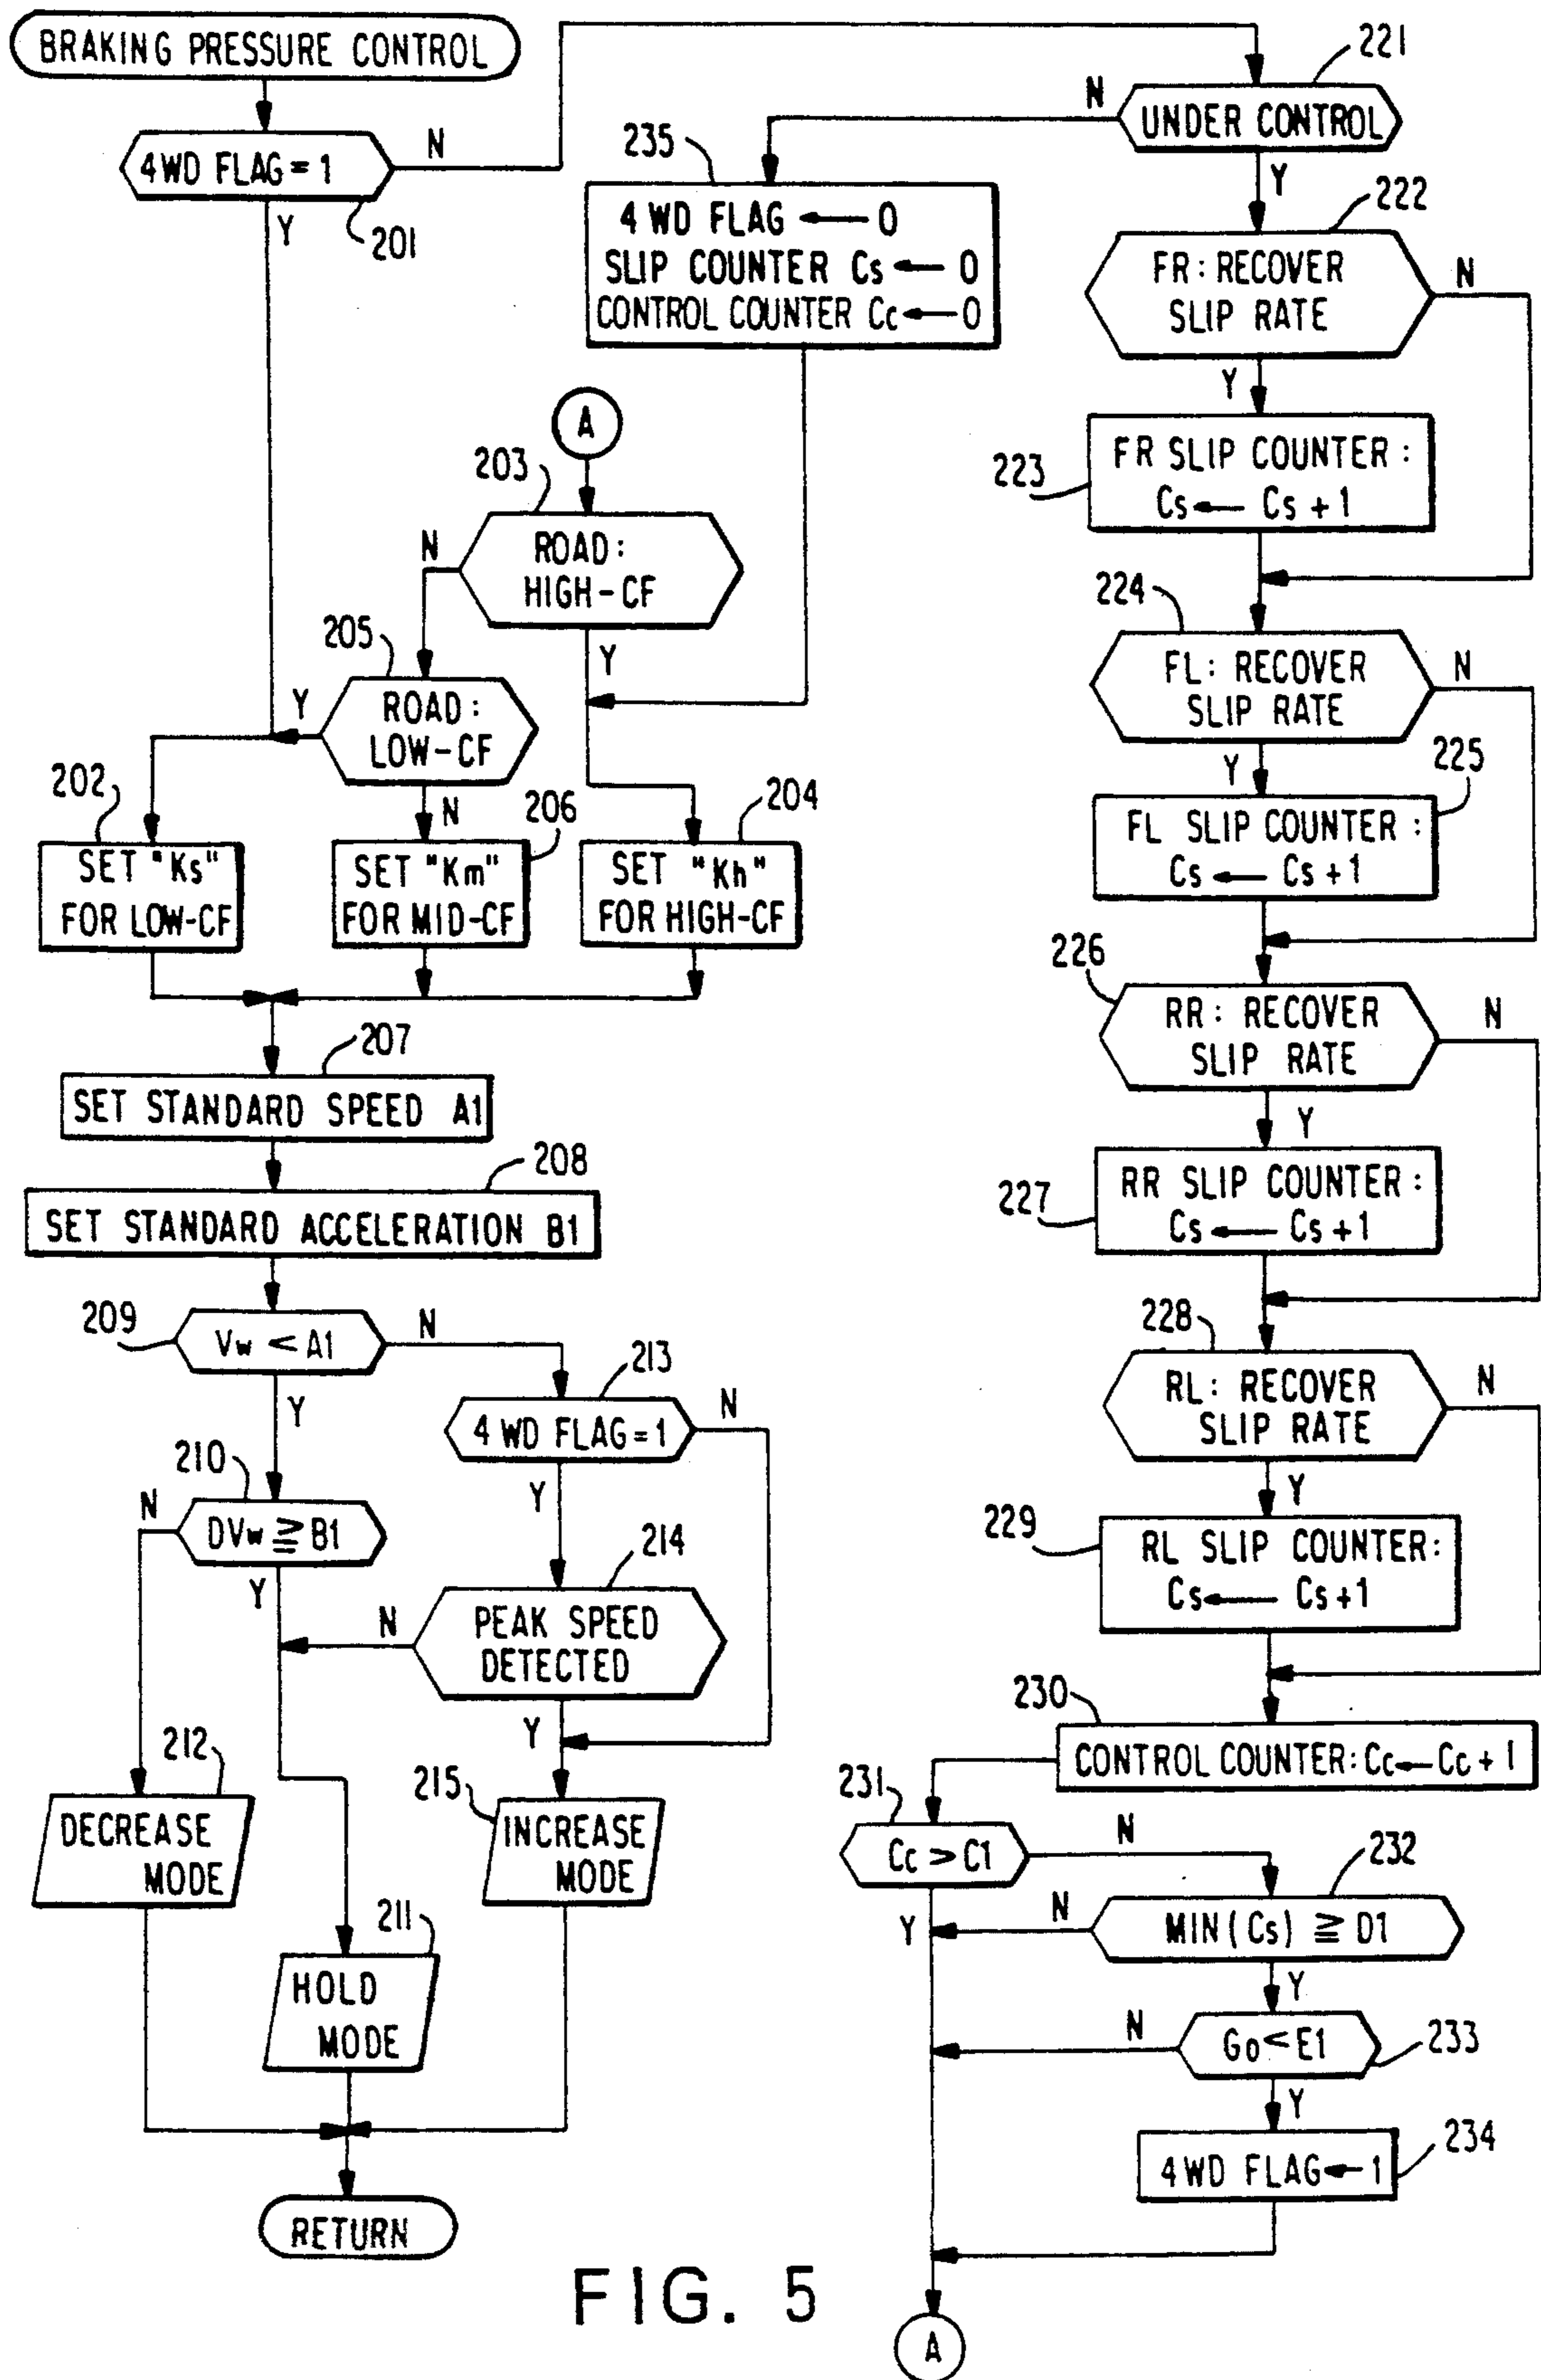 BRAKING PRESSURE CONTROL
4WD FLAG = 1
N
Y
201
221
UNDER CONTROL
N
Y
235
4 WD FLAG ← 0
SLIP COUNTER Cs ← 0
CONTROL COUNTER Cc ← 0
222
FR : RECOVER
SLIP RATE
N
Y
223
FR SLIP COUNTER :
Cs ← Cs + 1
A
203
ROAD :
HIGH-CF
N
Y
205
ROAD :
LOW-CF
Y
N
202
SET "Ks"
FOR LOW-CF
206
SET "Km"
FOR MID-CF
204
SET "Kh"
FOR HIGH-CF
207
SET STANDARD SPEED A1
208
SET STANDARD ACCELERATION B1
209
Vw < A1
N
Y
213
4 WD FLAG = 1
N
Y
210
DVw ≧ B1
N
Y
214
PEAK SPEED
DETECTED
N
Y
212
DECREASE
MODE
215
INCREASE
MODE
211
HOLD
MODE
RETURN
224
FL : RECOVER
SLIP RATE
N
Y
225
FL SLIP COUNTER :
Cs ← Cs + 1
226
RR : RECOVER
SLIP RATE
N
Y
227
RR SLIP COUNTER :
Cs ← Cs + 1
228
RL : RECOVER
SLIP RATE
N
Y
229
RL SLIP COUNTER:
Cs ← Cs + 1
230
CONTROL COUNTER: Cc ← Cc + 1
231
Cc > C1
N
Y
232
MIN ( Cs ) ≧ D1
N
Y
233
Go < E1
N
Y
234
4WD FLAG ← 1
A
FIG. 5